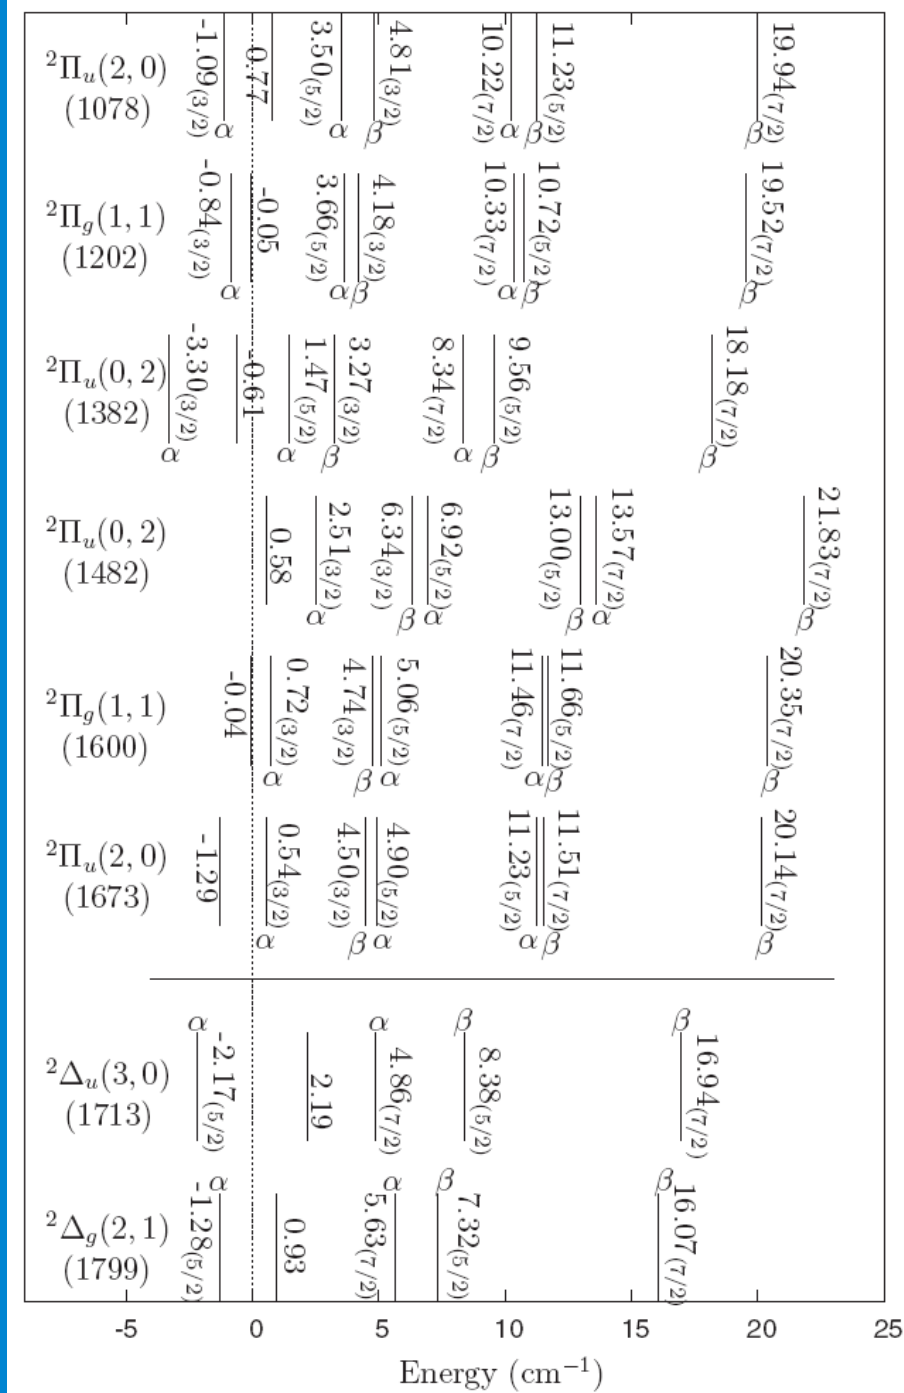 ²Πᵤ(2, 0)
(1078)
-1.09(3/2) α
0.77
3.50(5/2) α
4.81(3/2) β
10.22(7/2) α
11.23(5/2) β
19.94(7/2) β
²Π_g(1, 1)
(1202)
-0.84(3/2) α
-0.05
3.66(5/2) α
4.18(3/2) β
10.33(7/2) α
10.72(5/2) β
19.52(7/2) β
²Πᵤ(0, 2)
(1382)
-3.30(3/2) α
-0.61
1.47(5/2) α
3.27(3/2) β
8.34(7/2) α
9.56(5/2) β
18.18(7/2) β
²Πᵤ(0, 2)
(1482)
0.58
2.51(3/2) α
6.34(3/2) β
6.92(5/2) α
13.00(5/2) β
13.57(7/2) α
21.83(7/2) β
²Π_g(1, 1)
(1600)
-0.04
0.72(3/2) α
4.74(3/2) β
5.06(5/2) α
11.46(7/2) α
11.66(5/2) β
20.35(7/2) β
²Πᵤ(2, 0)
(1673)
-1.29
0.54(3/2) α
4.50(3/2) β
4.90(5/2) α
11.23(5/2) α
11.51(7/2) β
20.14(7/2) β
²Δᵤ(3, 0)
(1713)
α -2.17(5/2)
2.19
α 4.86(7/2)
β 8.38(5/2)
β 16.94(7/2)
²Δ_g(2, 1)
(1799)
α -1.28(5/2)
0.93
α 5.63(7/2)
β 7.32(5/2)
β 16.07(7/2)
-5 0 5 10 15 20 25
Energy (cm⁻¹)